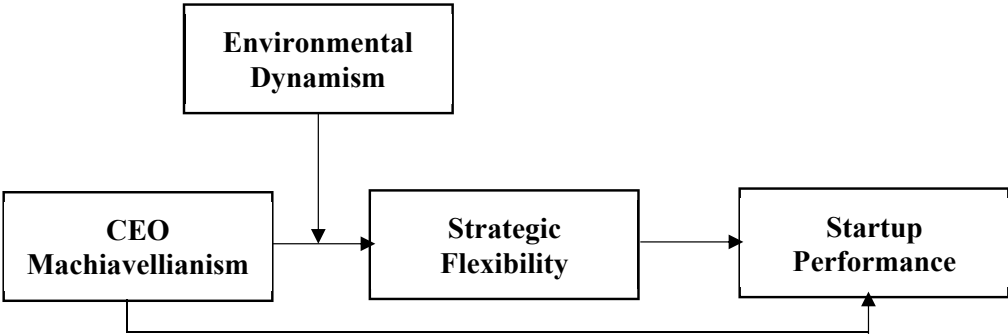 Environmental
Dynamism
CEO
Machiavellianism
Strategic
Flexibility
Startup
Performance